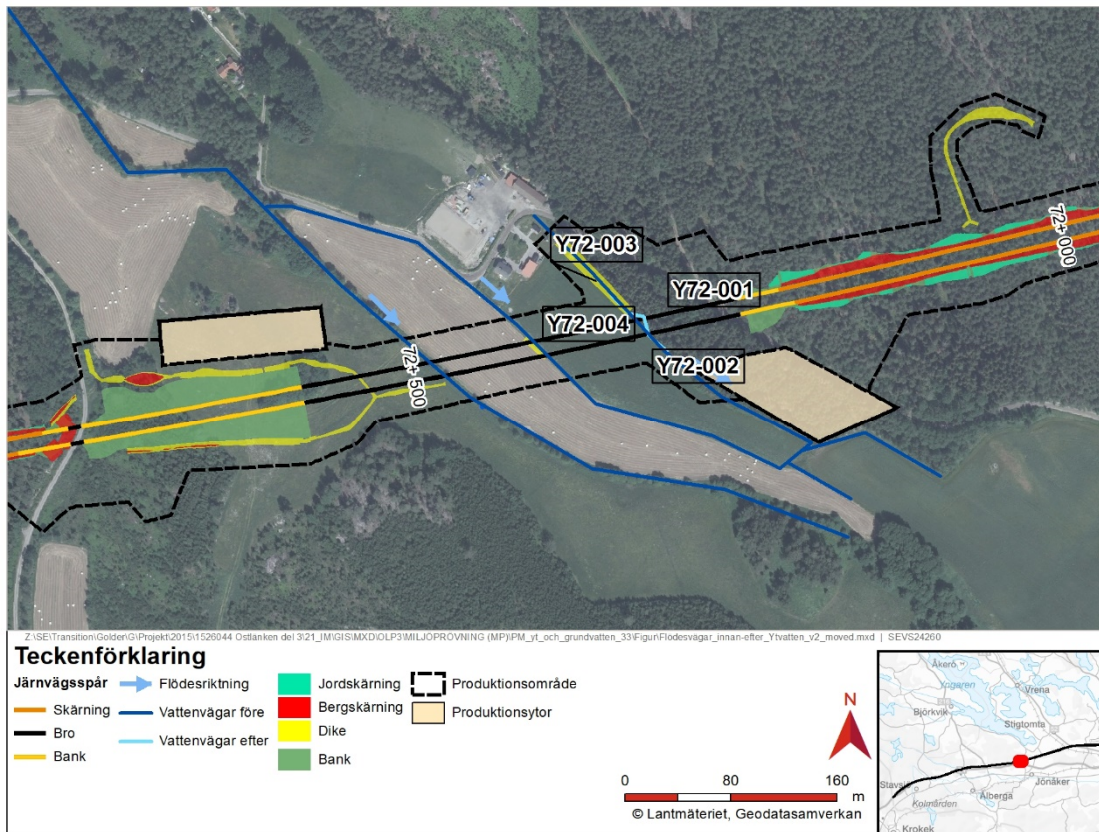 Y72-003
72+ 000
Y72-001
Y72-004
72+ 500
Y72-002
Z:\SE\Transition\Golder\G\Projekt\2015\1526044 Ostlänken del 3\21_IM\GIS\MXD\OLP3\MILJÖPRÖVNING (MP)\PM_yt_och_grundvatten_33\Figur\Flodesvagar_innan-efter_Ytvatten_v2_moved.mxd | SEVS24260
Teckenförklaring
Järnvägsspår
Skärning
Bro
Bank
Flödesriktning
Vattenvägar före
Vattenvägar efter
Jordskärning
Bergskärning
Dike
Bank
Produktionsområde
Produktionsytor
N
0 80 160
m
© Lantmäteriet, Geodatasamverkan
Åkerö
Yngaren
Vrena
Björkvik
Stigtomta
Stavsjö
Jönåker
Kolmården
Ålberga
Krokek